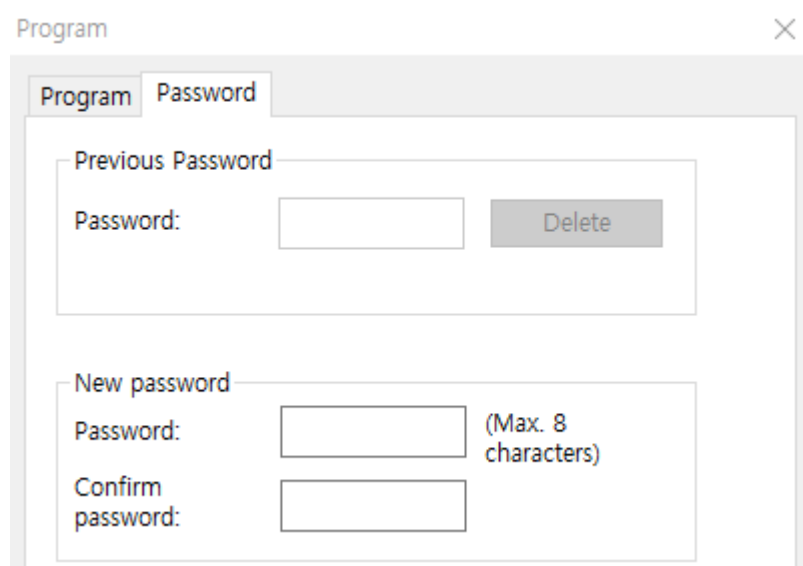 Program
Program Password
Previous Password
Password:
Delete
New password
Password:
(Max. 8
characters)
Confirm
password: